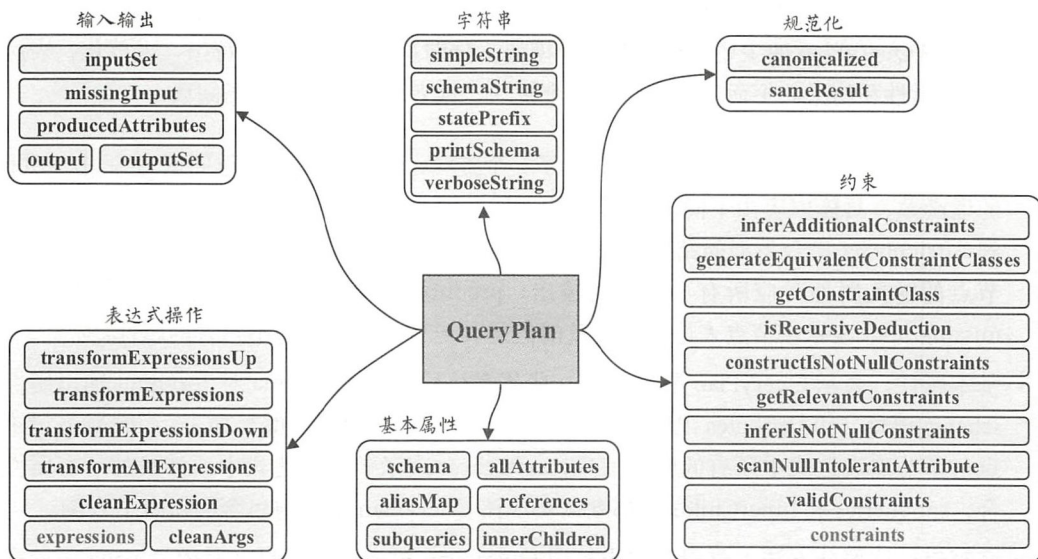 输入输出
inputSet
missingInput
producedAttributes
output outputSet
字符串
simpleString
schemaString
statePrefix
printSchema
verboseString
规范化
canonicalized
sameResult
约束
inferAdditionalConstraints
generateEquivalentConstraintClasses
getConstraintClass
isRecursiveDeduction
constructIsNotNullConstraints
getRelevantConstraints
inferIsNotNullConstraints
scanNullIntolerantAttribute
validConstraints
constraints
QueryPlan
表达式操作
transformExpressionsUp
transformExpressions
transformExpressionsDown
transformAllExpressions
cleanExpression
expressions cleanArgs
基本属性
schema allAttributes
aliasMap references
subqueries innerChildren